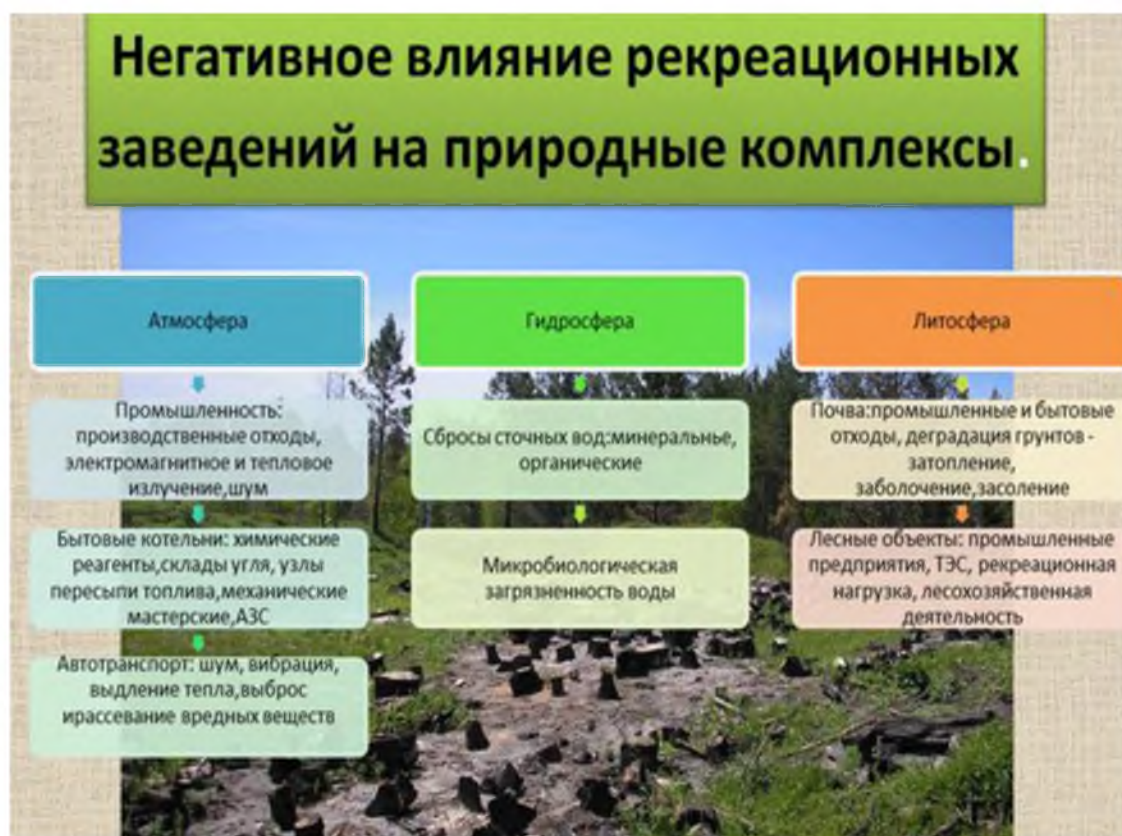 Негативное влияние рекреационных
заведений на природные комплексы.
Атмосфера
Промышленность:
производственные отходы,
электромагнитное и тепловое
излучение,шум
Бытовые котельни: химические
реагенты,склады угля, узлы
пересыпи топлива,механические
мастерские,АЗС
Автотранспорт: шум, вибрация,
выдление тепла,выброс
ирассевание вредных веществ
Гидросфера
Сбросы сточных вод:минеральные,
органические
Микробиологическая
загрязненность воды
Литосфера
Почва:промышленные и бытовые
отходы, деградация грунтов -
затопление,
заболочение,засоление
Лесные объекты: промышленные
предприятия, ТЭС, рекреационная
нагрузка, лесохозяйственная
деятельность